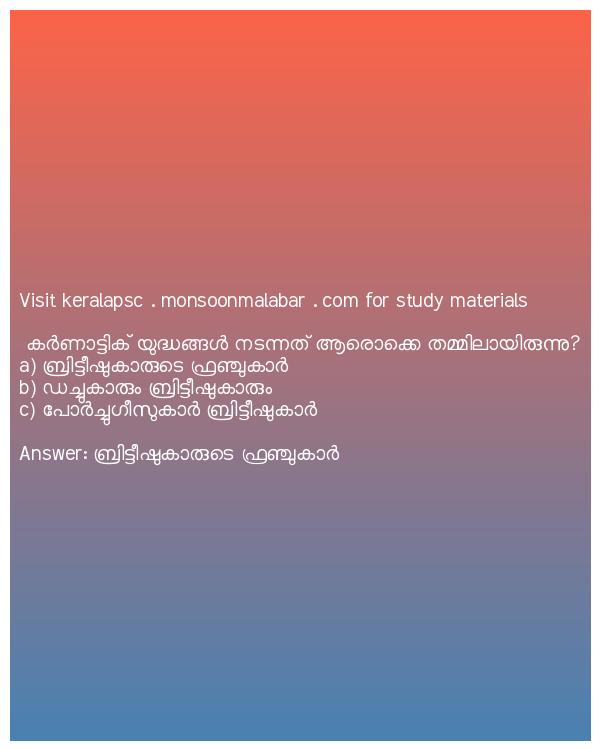 Visit keralapsc . monsoonmalabar . com for study materials
കർണാട്ടിക് യുദ്ധങ്ങൾ നടന്നത് ആരൊക്കെ തമ്മിലായിരുന്നു?
a) ബ്രിട്ടീഷുകാരുടെ ഫ്രഞ്ചുകാർ
b) ഡച്ചുകാരും ബ്രിട്ടീഷുകാരും
c) പോർച്ചുഗീസുകാർ ബ്രിട്ടീഷുകാർ
Answer: ബ്രിട്ടീഷുകാരുടെ ഫ്രഞ്ചുകാർ